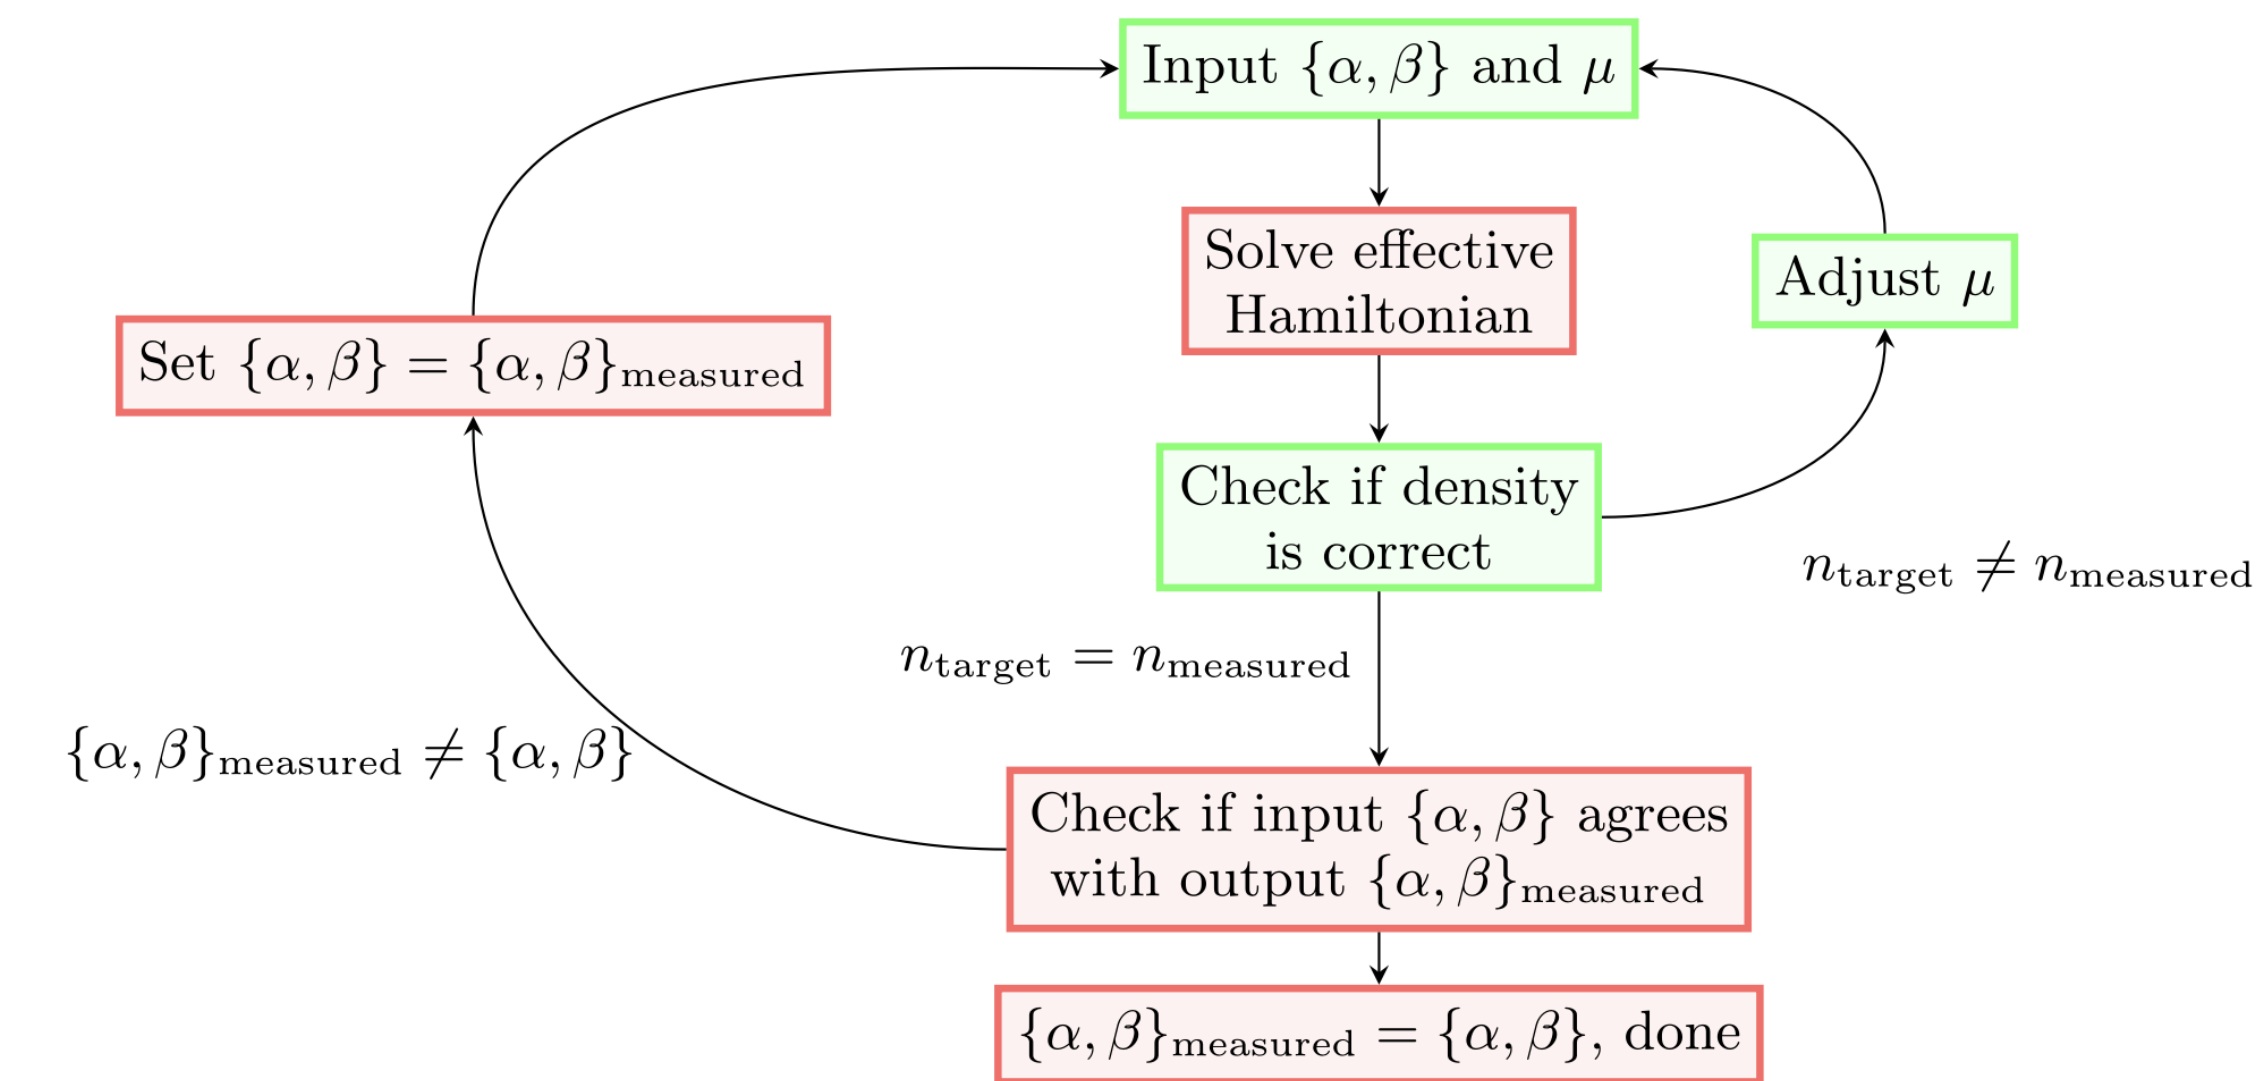 Input {α, β} and μ
Solve effective
Hamiltonian
Adjust μ
Set {α, β} = {α, β}measured
Check if density
is correct
ntarget ≠ nmeasured
ntarget = nmeasured
{α, β}measured ≠ {α, β}
Check if input {α, β} agrees
with output {α, β}measured
{α, β}measured = {α, β}, done